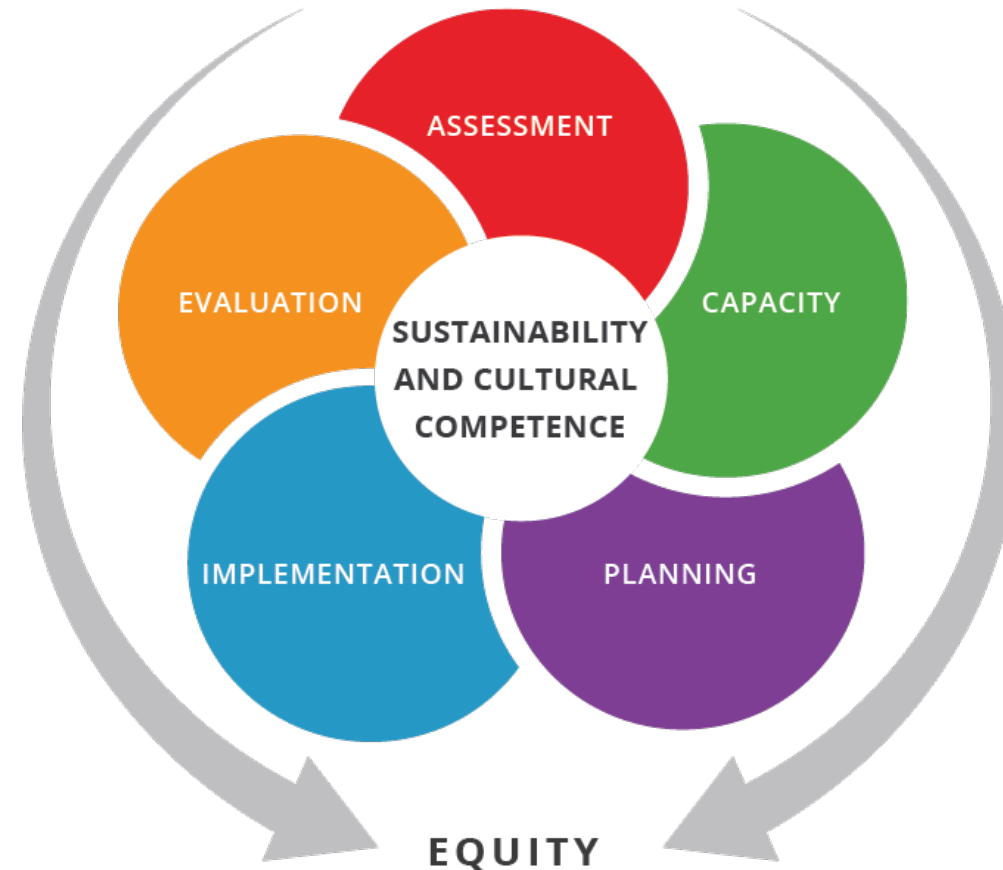 ASSESSMENT
CAPACITY
EVALUATION
SUSTAINABILITY
AND CULTURAL
COMPETENCE
IMPLEMENTATION
PLANNING
EQUITY